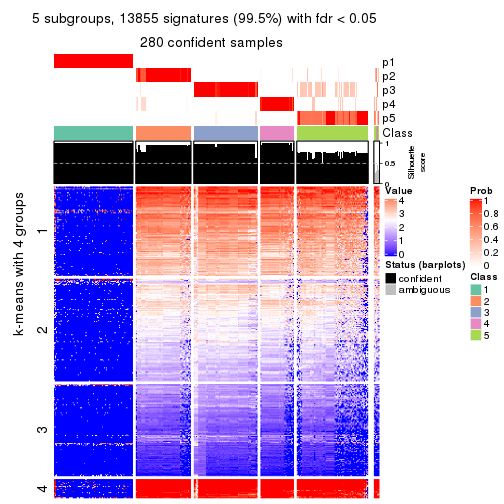 5 subgroups, 13855 signatures (99.5%) with fdr < 0.05
280 confident samples
p1
p2
p3
p4
p5
Class
1
0.5
0
Silhouette
score
k-means with 4 groups
1
2
3
4
Value
4
3
2
1
0
Status (barplots)
confident
ambiguous
Prob
1
0.8
0.6
0.4
0.2
0
Class
1
2
3
4
5